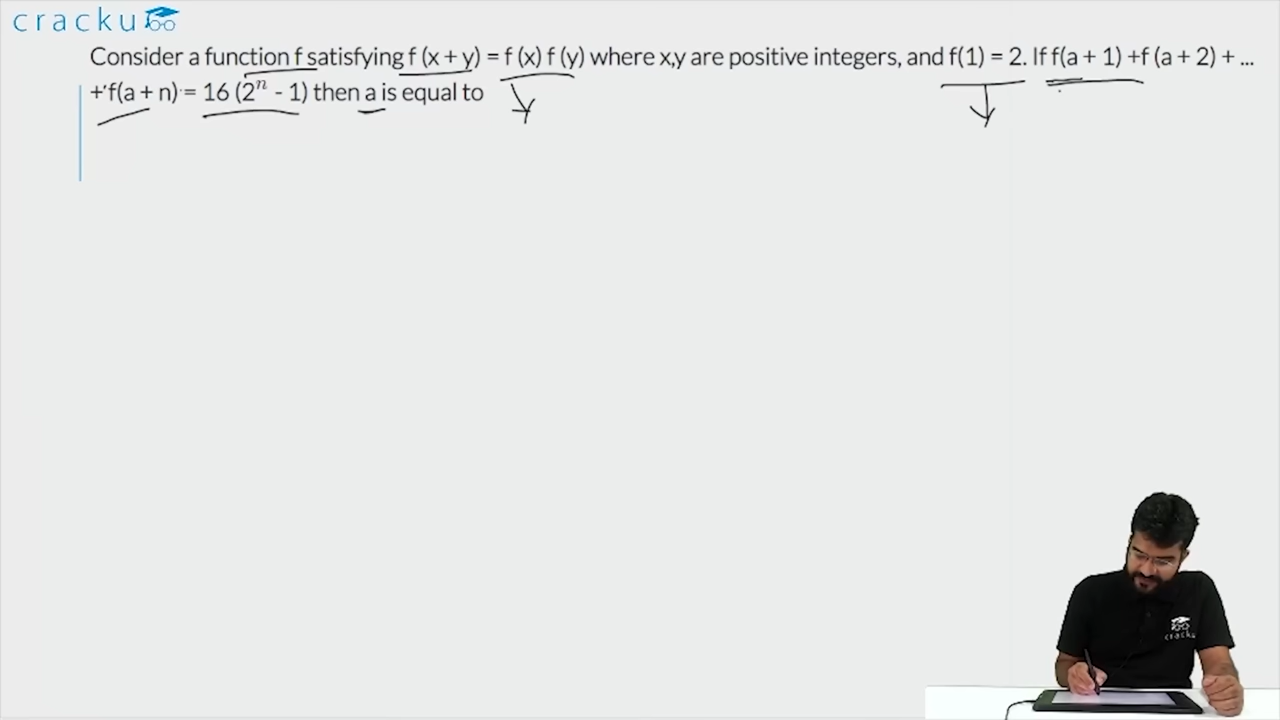 cracku
Consider a function f satisfying f (x + y) = f (x) f (y) where x,y are positive integers, and f(1) = 2. If f(a + 1) +f (a + 2) + ...
+ f(a + n) = 16 (2ⁿ - 1) then a is equal to
cracku